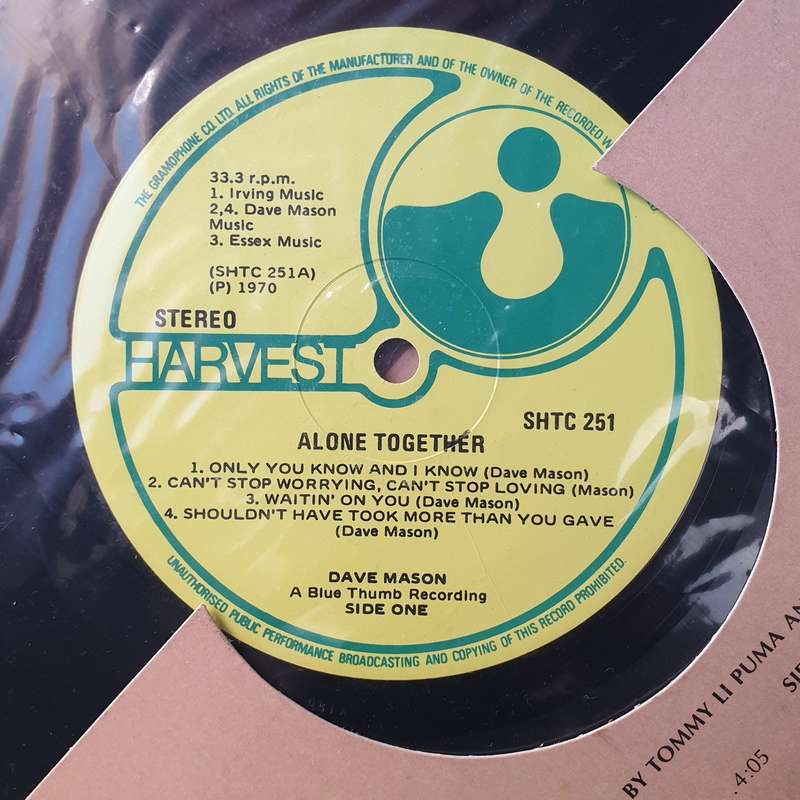 THE GRAMOPHONE CO. LTD. ALL RIGHTS OF THE MANUFACTURER AND OF THE OWNER OF THE RECORDED
33.3 r.p.m.
1. Irving Music
2,4. Dave Mason
Music
3. Essex Music
(SHTC 251A)
(P) 1970
STEREO
HARVEST
SHTC 251
ALONE TOGETHER
1. ONLY YOU KNOW AND I KNOW (Dave Mason)
2. CAN'T STOP WORRYING, CAN'T STOP LOVING (Mason)
3. WAITIN' ON YOU (Dave Mason)
4. SHOULDN'T HAVE TOOK MORE THAN YOU GAVE
(Dave Mason)
DAVE MASON
A Blue Thumb Recording
SIDE ONE
UNAUTHORISED PUBLIC PERFORMANCE BROADCASTING AND COPYING OF THIS RECORD PROHIBITED.
BY TOMMY LI PUMA
4:05